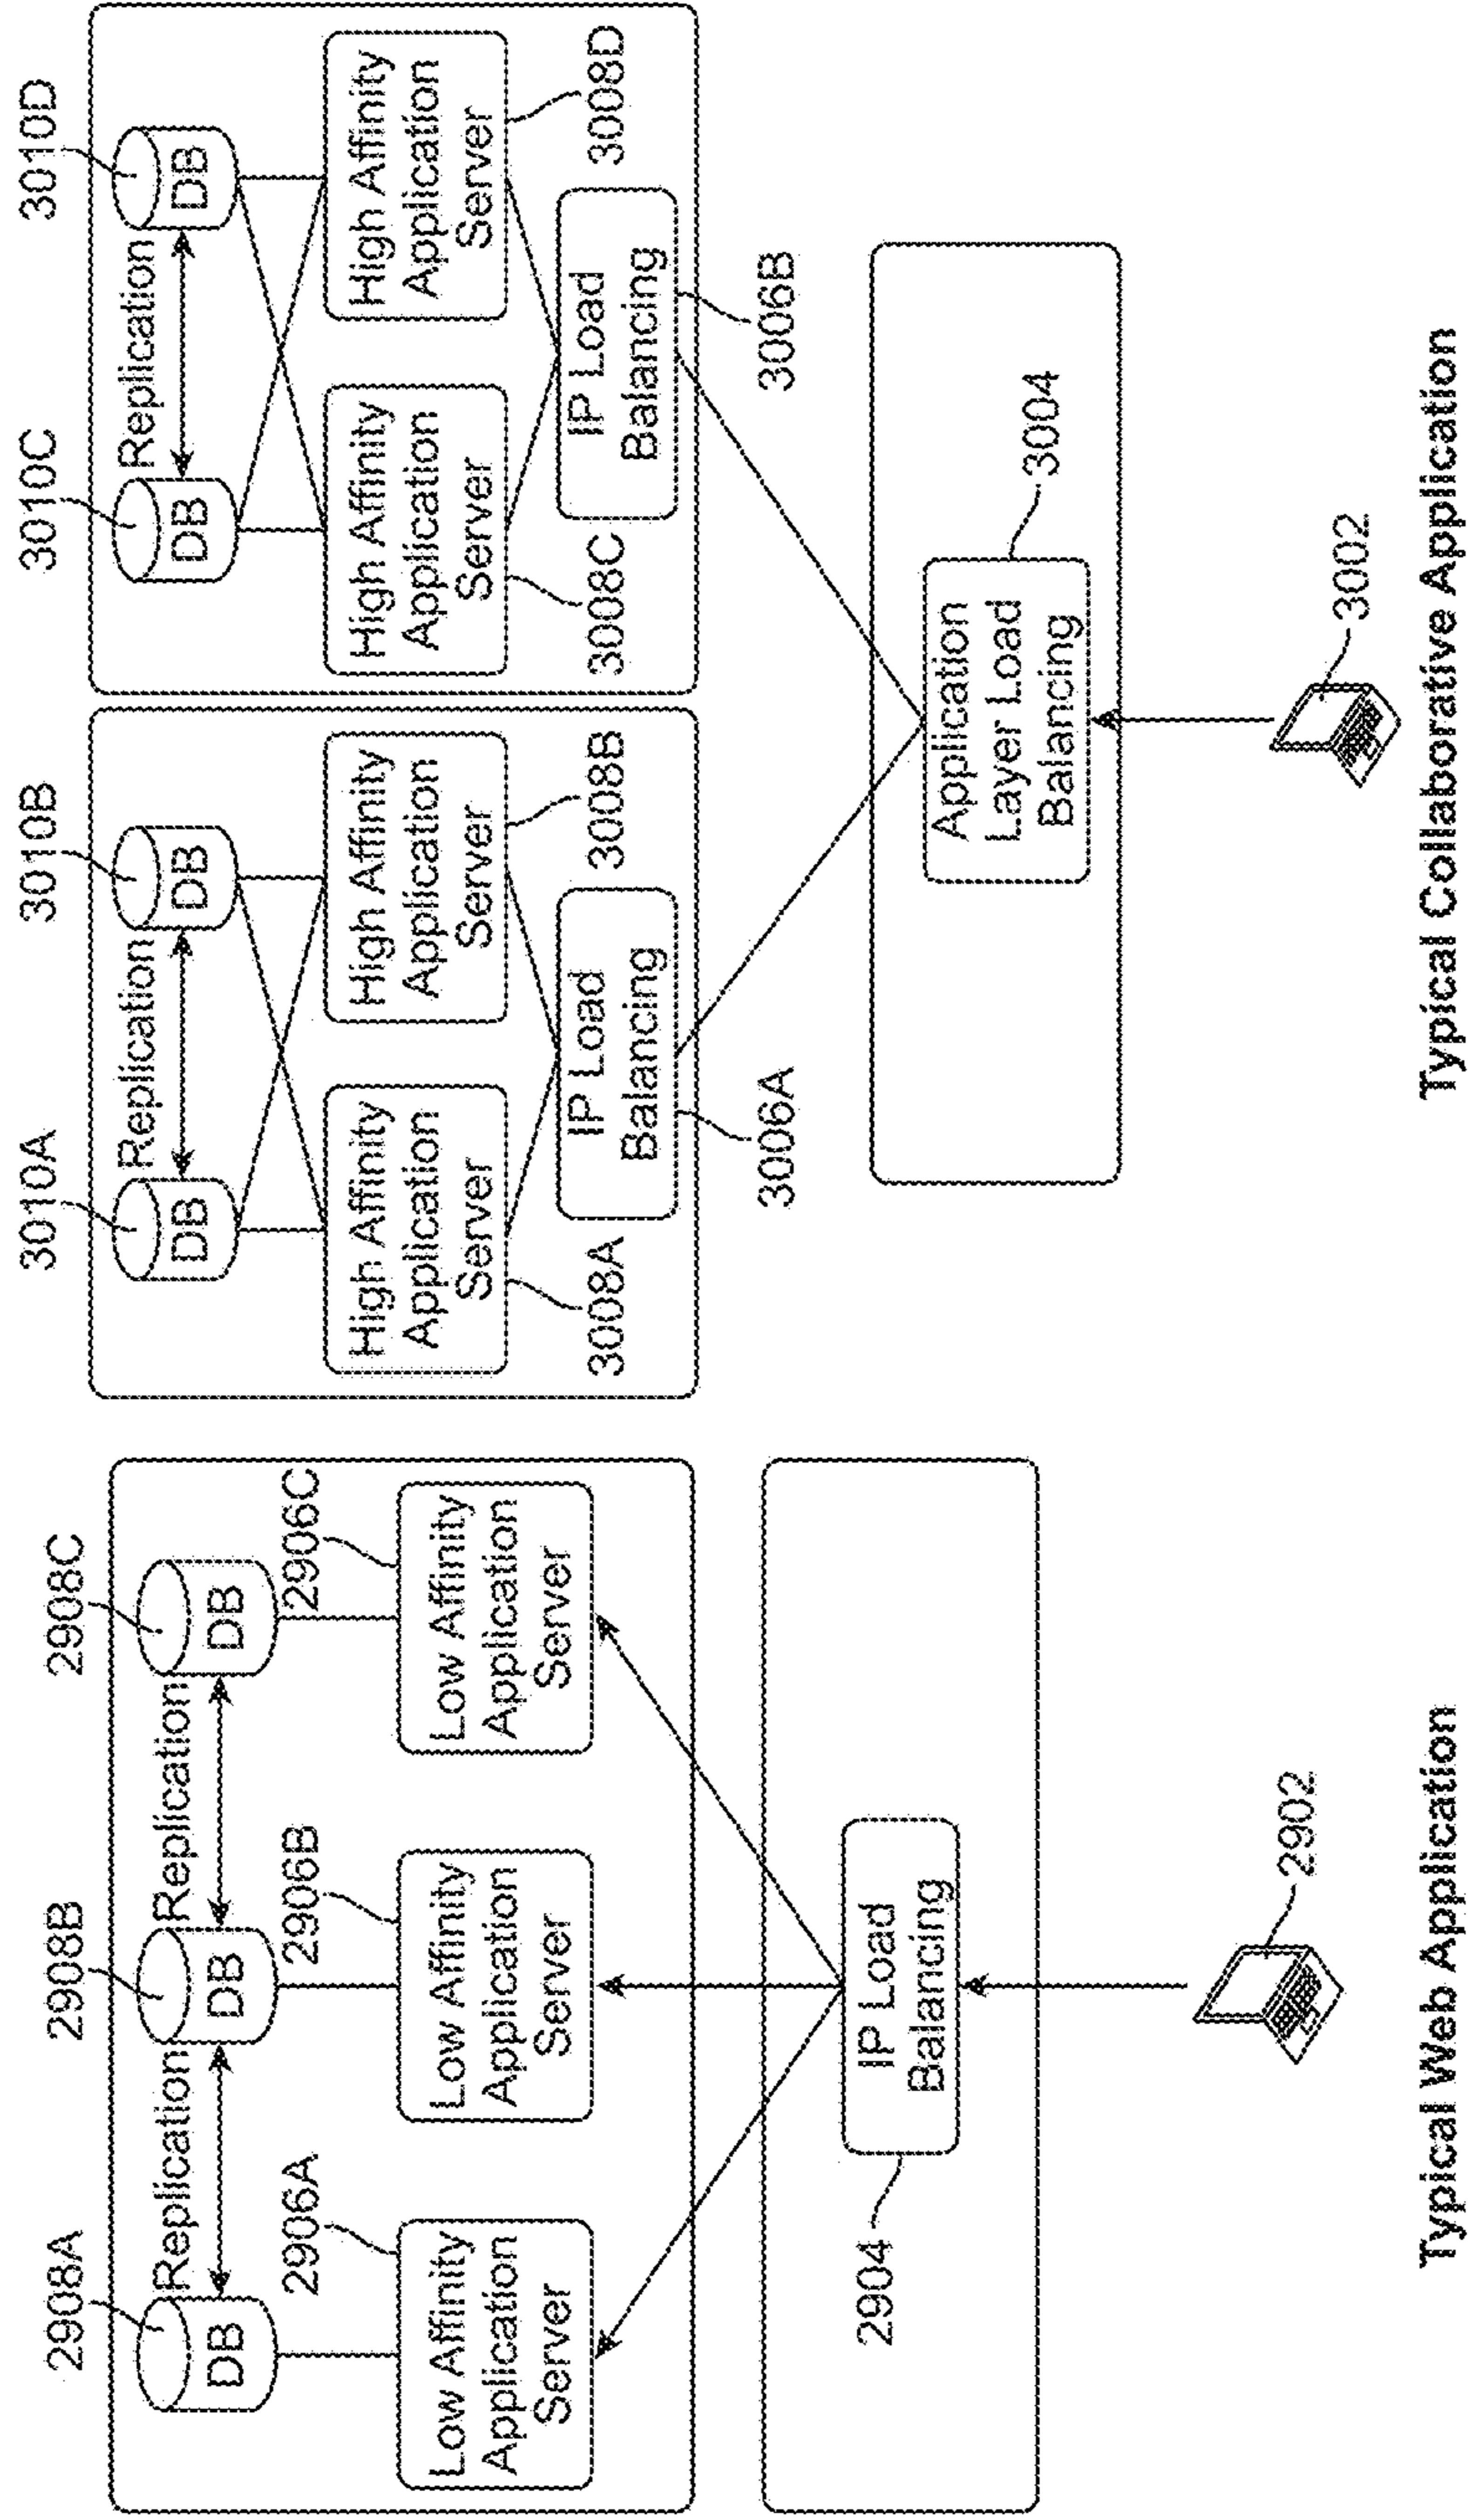 2908A
2908B
2908C
Replication
Replication
DB
DB
DB
2906A
2906B
2906C
Low Affinity
Application
Server
Low Affinity
Application
Server
Low Affinity
Application
Server
2904
IP Load
Balancing
2902
Typical Web Application
3010A
3010B
3010C
3010D
Replication
Replication
DB
DB
DB
DB
High Affinity
Application
Server
High Affinity
Application
Server
High Affinity
Application
Server
High Affinity
Application
Server
3008A
3008B
3008C
3008D
IP Load
Balancing
IP Load
Balancing
3006A
3006B
Application
Layer Load
Balancing
3004
3002
Typical Collaborative Application